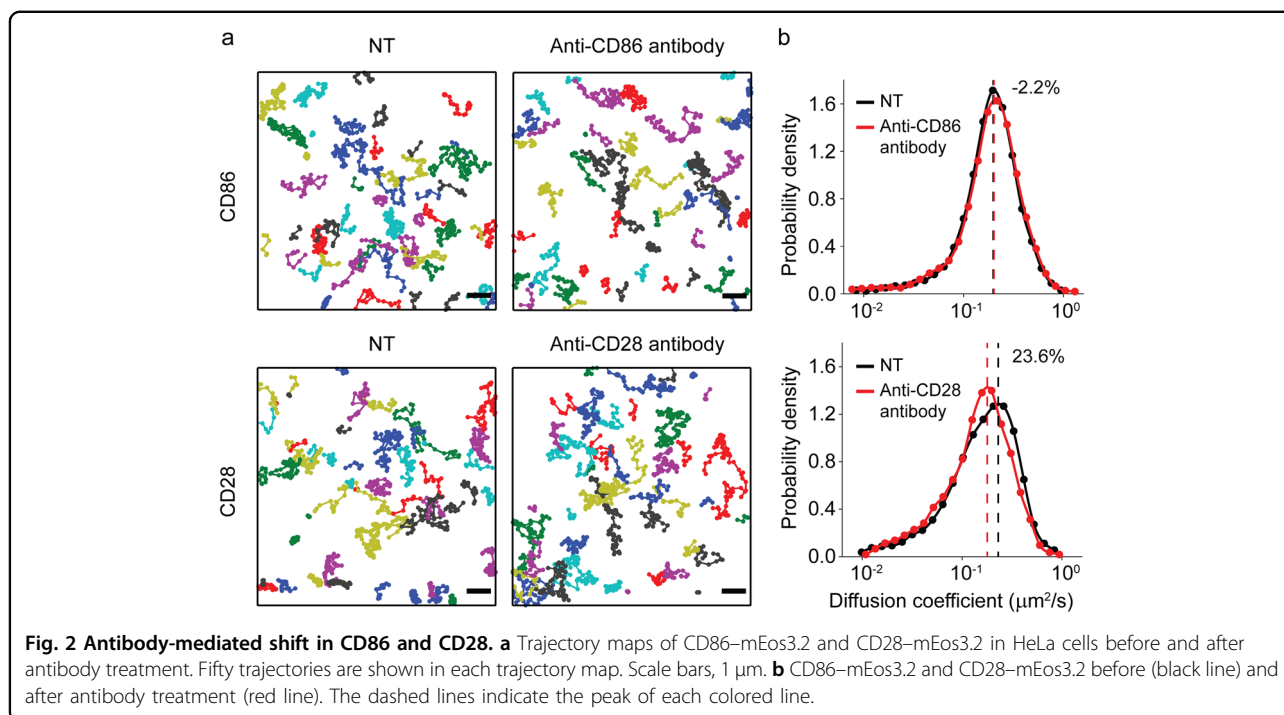 a
NT
Anti-CD86 antibody
CD86
NT
Anti-CD28 antibody
CD28
b
Probability density
1.6
1.2
0.8
0.4
0.0
NT
Anti-CD86
antibody
-2.2%
10-2
10-1
100
Probability density
1.6
1.2
0.8
0.4
0.0
NT
Anti-CD28
antibody
23.6%
10-2
10-1
100
Diffusion coefficient (μm2/s)
Fig. 2 Antibody-mediated shift in CD86 and CD28. a Trajectory maps of CD86–mEos3.2 and CD28–mEos3.2 in HeLa cells before and after
antibody treatment. Fifty trajectories are shown in each trajectory map. Scale bars, 1 μm. b CD86–mEos3.2 and CD28–mEos3.2 before (black line) and
after antibody treatment (red line). The dashed lines indicate the peak of each colored line.